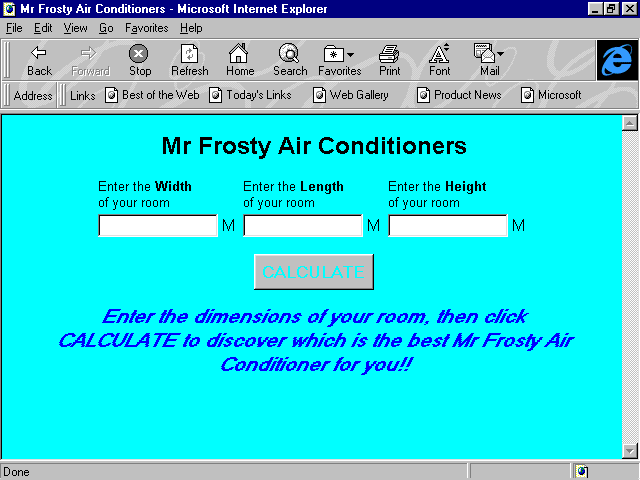 Mr Frosty Air Conditioners - Microsoft Internet Explorer
File Edit View Go Favorites Help
Back Forward Stop Refresh Home Search Favorites Print Font Mail
Address Links Best of the Web Today's Links Web Gallery Product News Microsoft
Mr Frosty Air Conditioners
Enter the Width
of your room
M
Enter the Length
of your room
M
Enter the Height
of your room
M
CALCULATE
Enter the dimensions of your room, then click
CALCULATE to discover which is the best Mr Frosty Air
Conditioner for you!!
Done